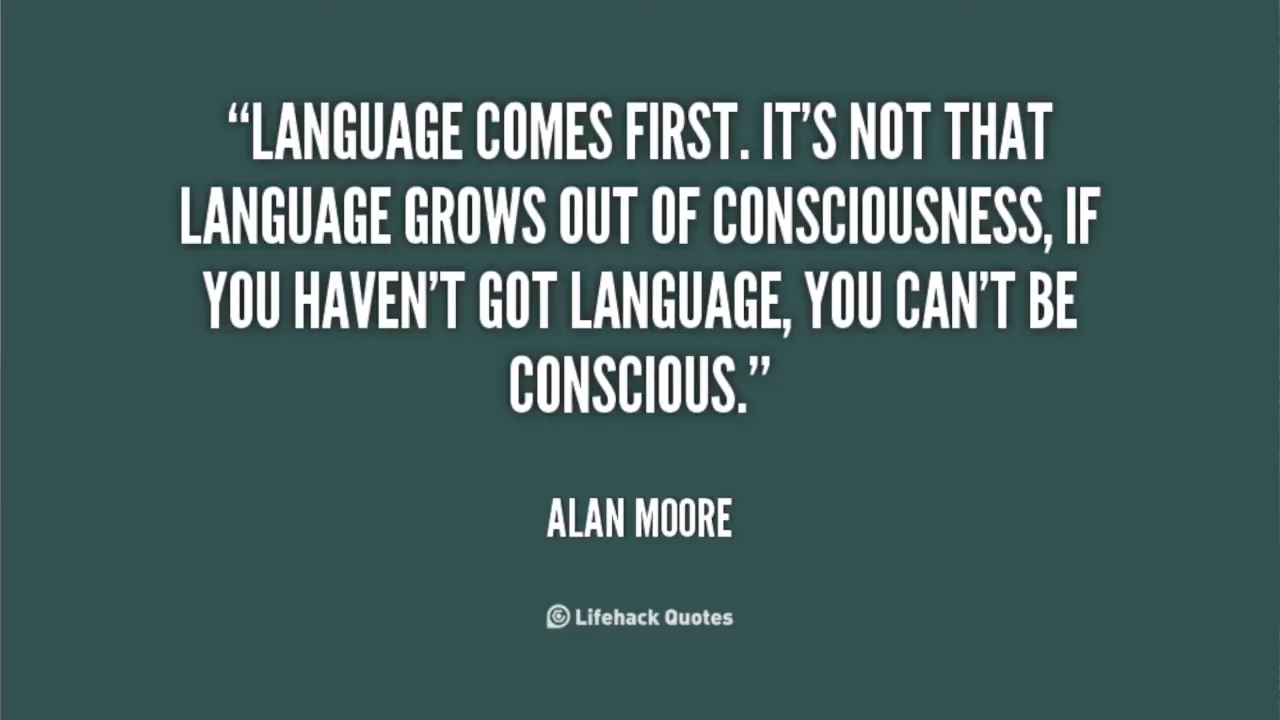 “LANGUAGE COMES FIRST. IT’S NOT THAT
LANGUAGE GROWS OUT OF CONSCIOUSNESS, IF
YOU HAVEN’T GOT LANGUAGE, YOU CAN’T BE
CONSCIOUS.”
ALAN MOORE
Lifehack Quotes